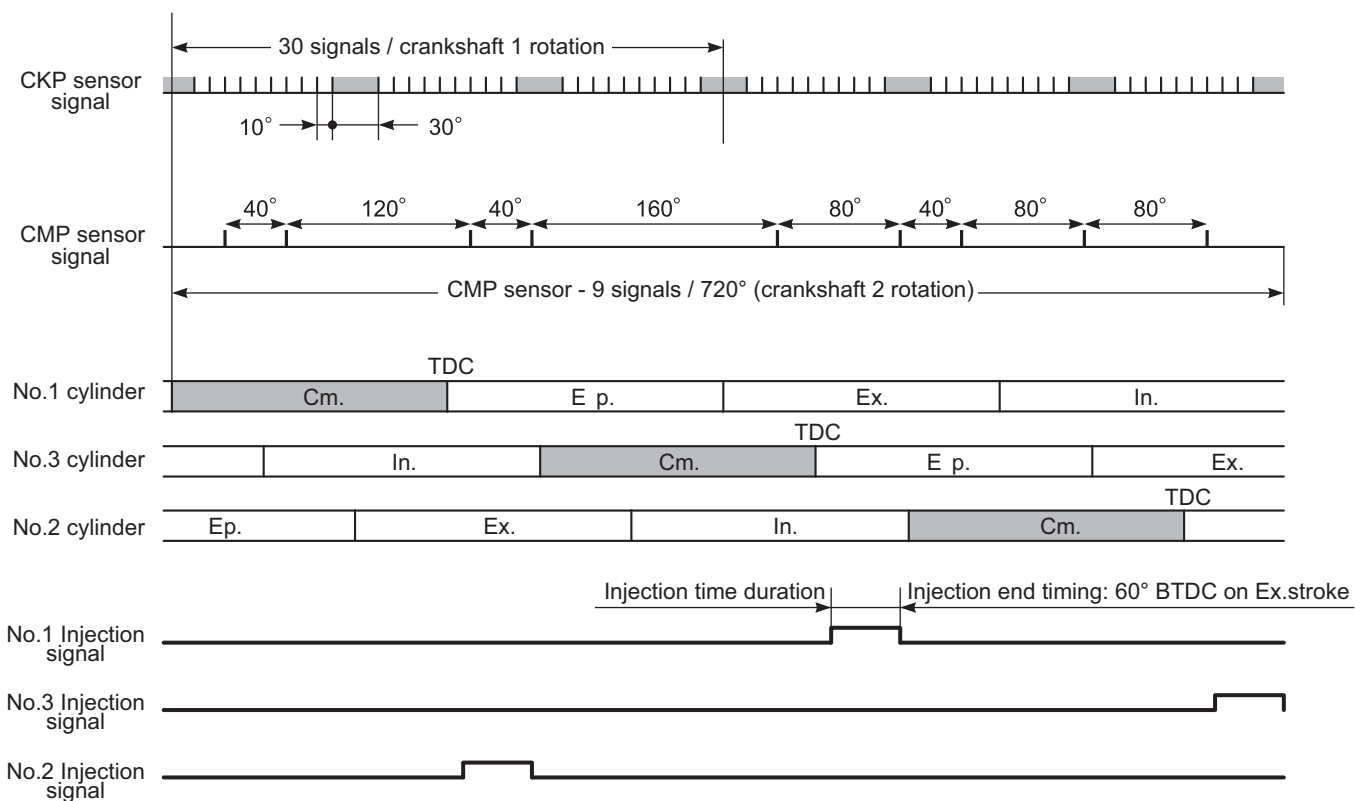 30 signals / crankshaft 1 rotation
CKP sensor
signal
10° 30°
40° 120° 40° 160° 80° 40° 80° 80°
CMP sensor
signal
CMP sensor - 9 signals / 720° (crankshaft 2 rotation)
TDC
No.1 cylinder Cm. E p. Ex. In.
TDC
No.3 cylinder In. Cm. E p. Ex.
TDC
No.2 cylinder Ep. Ex. In. Cm.
Injection time duration Injection end timing: 60° BTDC on Ex.stroke
No.1 Injection
signal
No.3 Injection
signal
No.2 Injection
signal